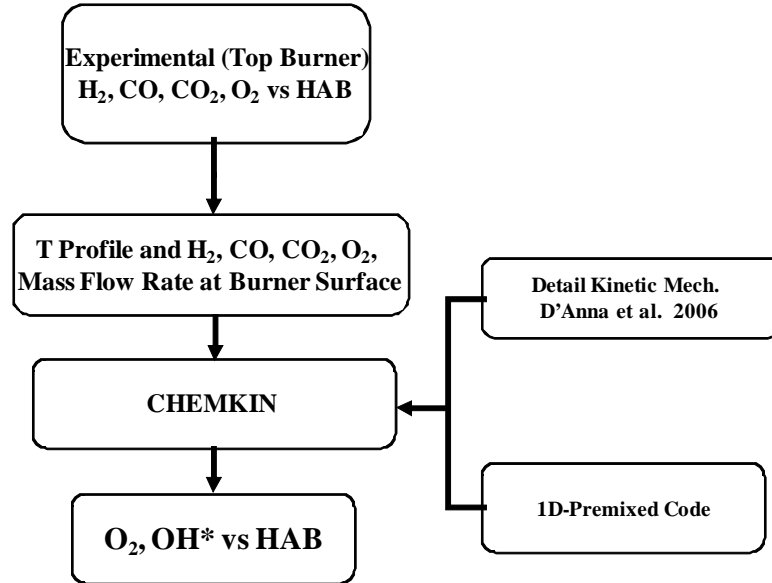 Experimental (Top Burner)
H₂, CO, CO₂, O₂ vs HAB
T Profile and H₂, CO, CO₂, O₂,
Mass Flow Rate at Burner Surface
Detail Kinetic Mech.
D'Anna et al. 2006
CHEMKIN
1D-Premixed Code
O₂, OH* vs HAB